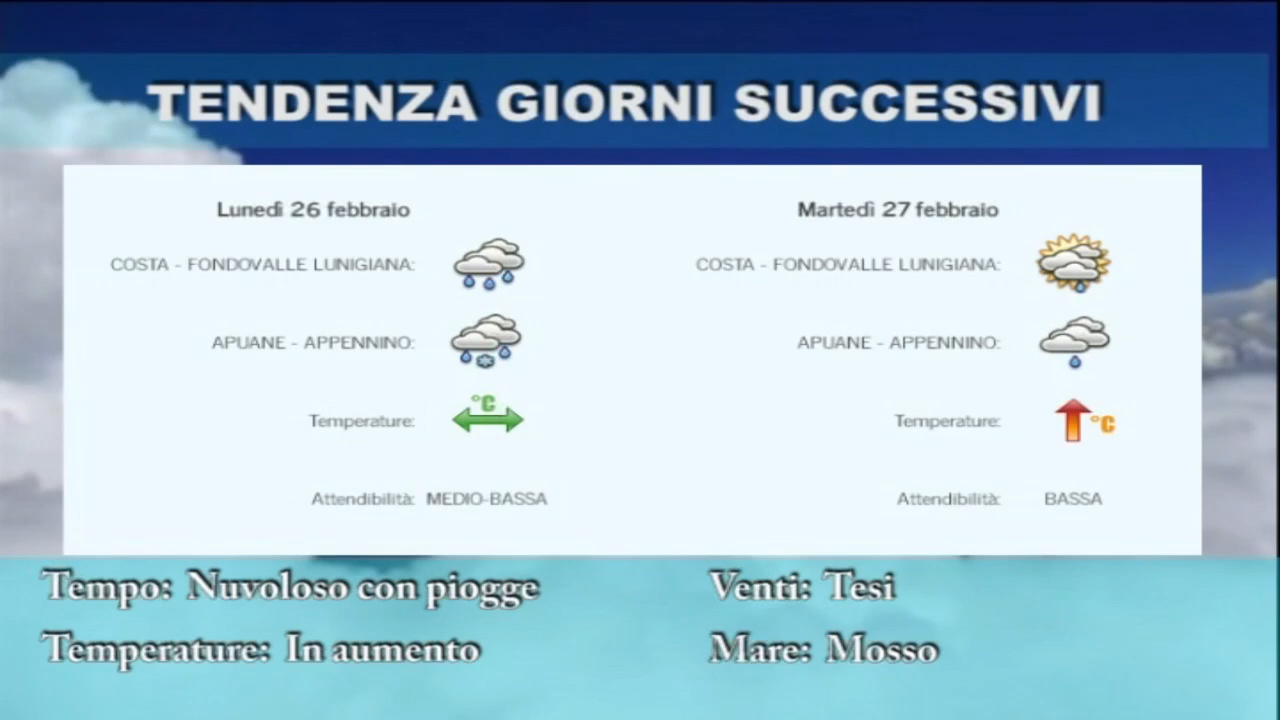 TENDENZA GIORNI SUCCESSIVI
Lunedì 26 febbraio
COSTA - FONDOVALLE LUNIGIANA:
APUANE - APPENNINO:
°C
Temperature:
Attendibilità: MEDIO-BASSA
Martedì 27 febbraio
COSTA - FONDOVALLE LUNIGIANA:
APUANE - APPENNINO:
Temperature: °C
Attendibilità: BASSA
Tempo: Nuvoloso con piogge
Temperature: In aumento
Venti: Tesi
Mare: Mosso